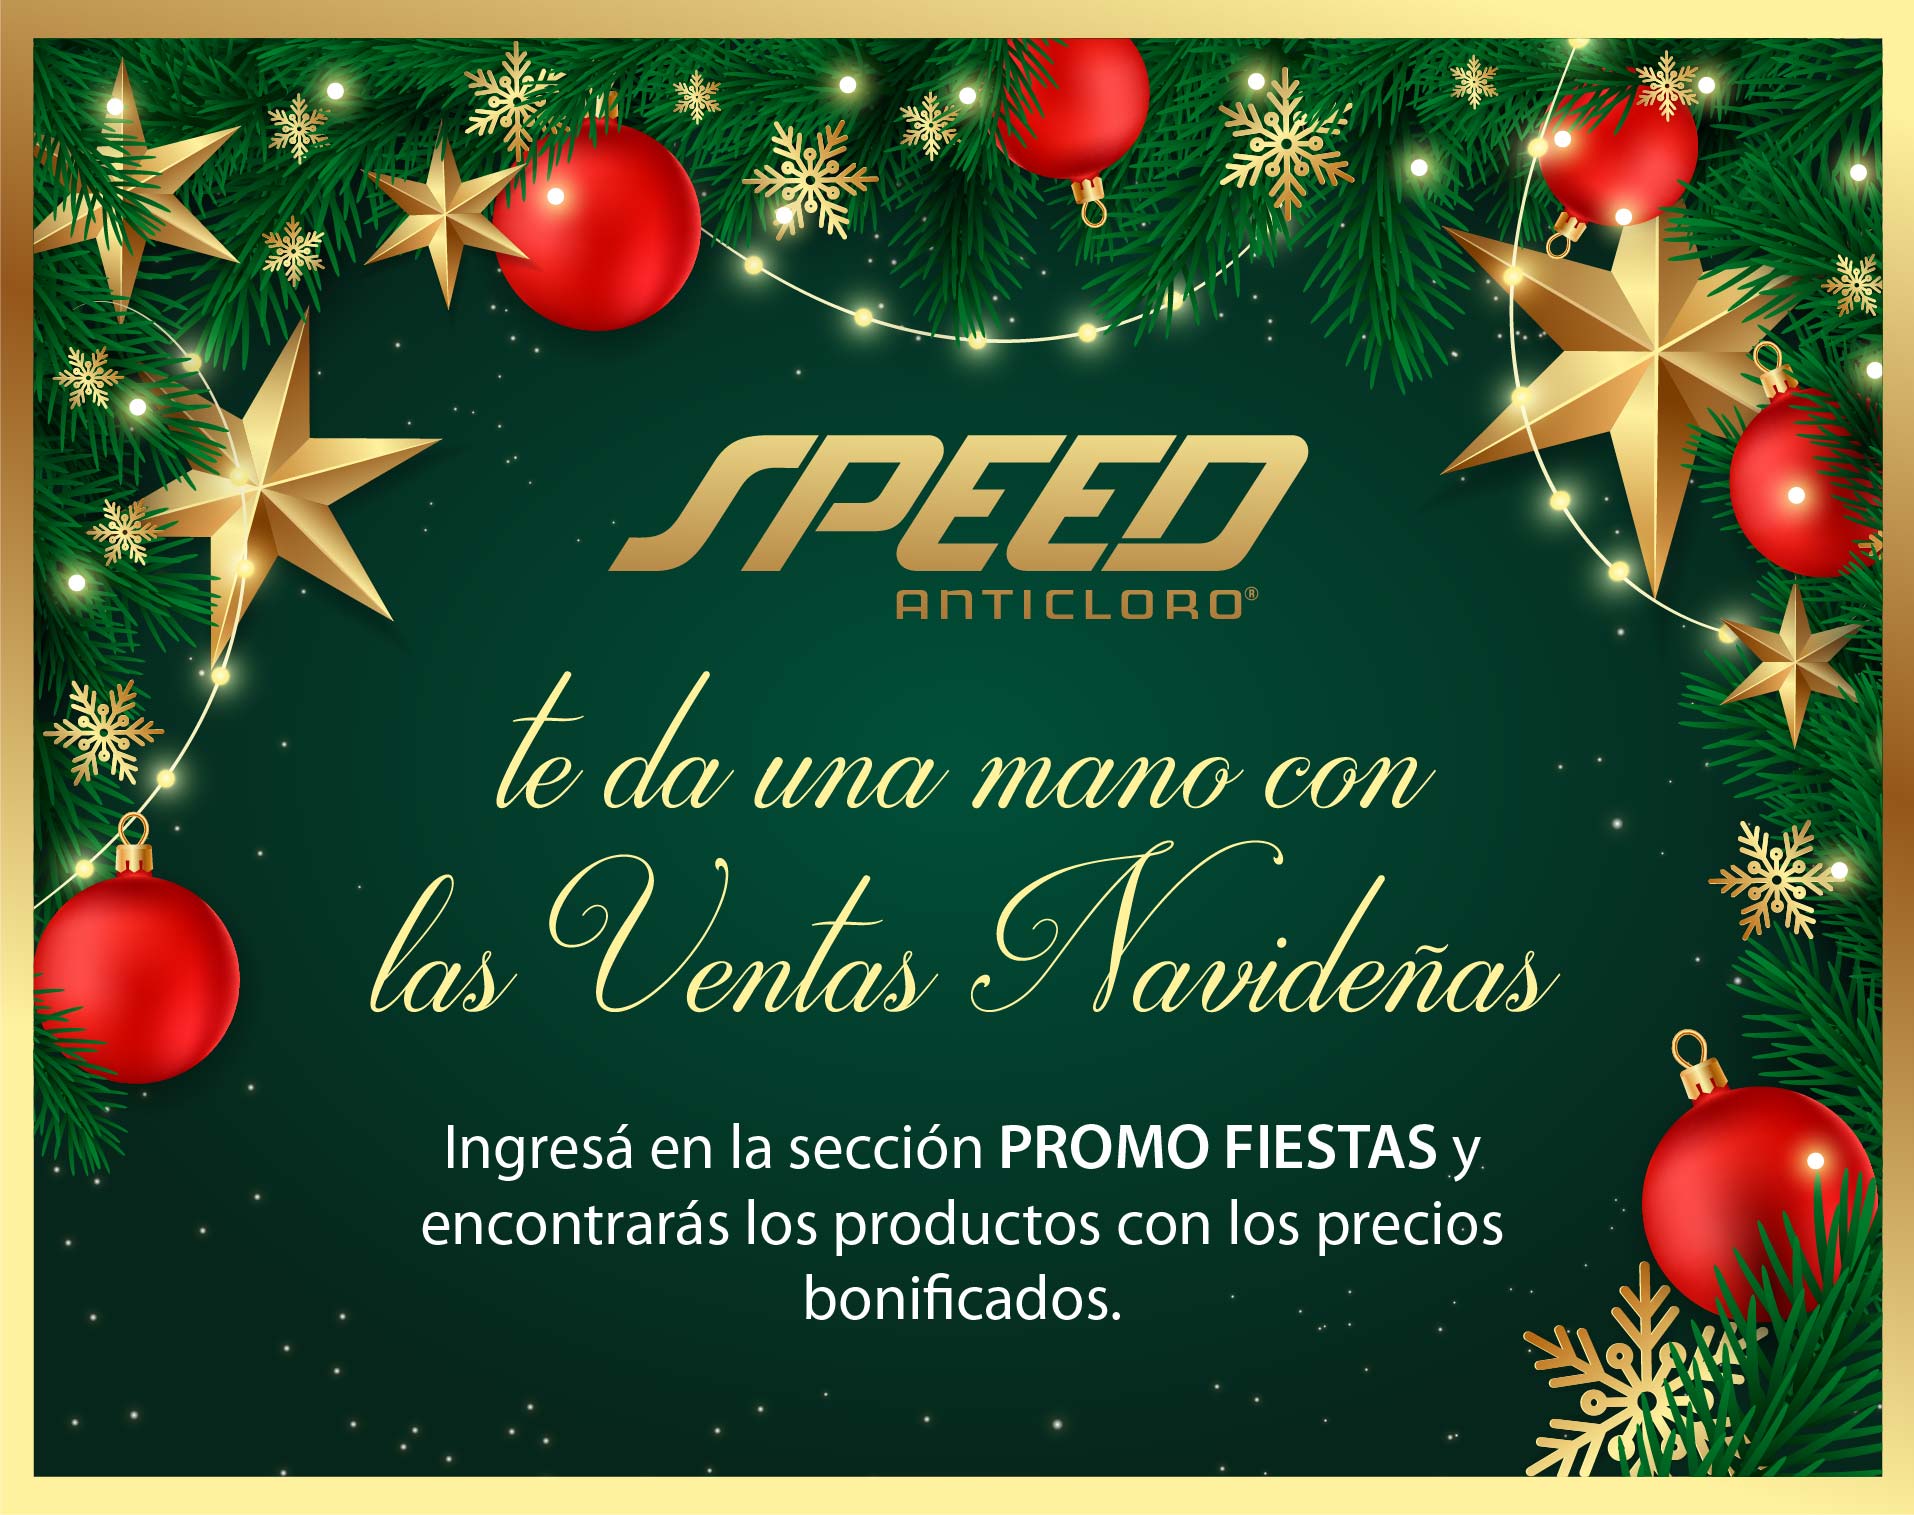 SPEED
ANTICLORO®
te da una mano con
las Ventas Navideñas
Ingresá en la sección PROMO FIESTAS y
encontrarás los productos con los precios
bonificados.